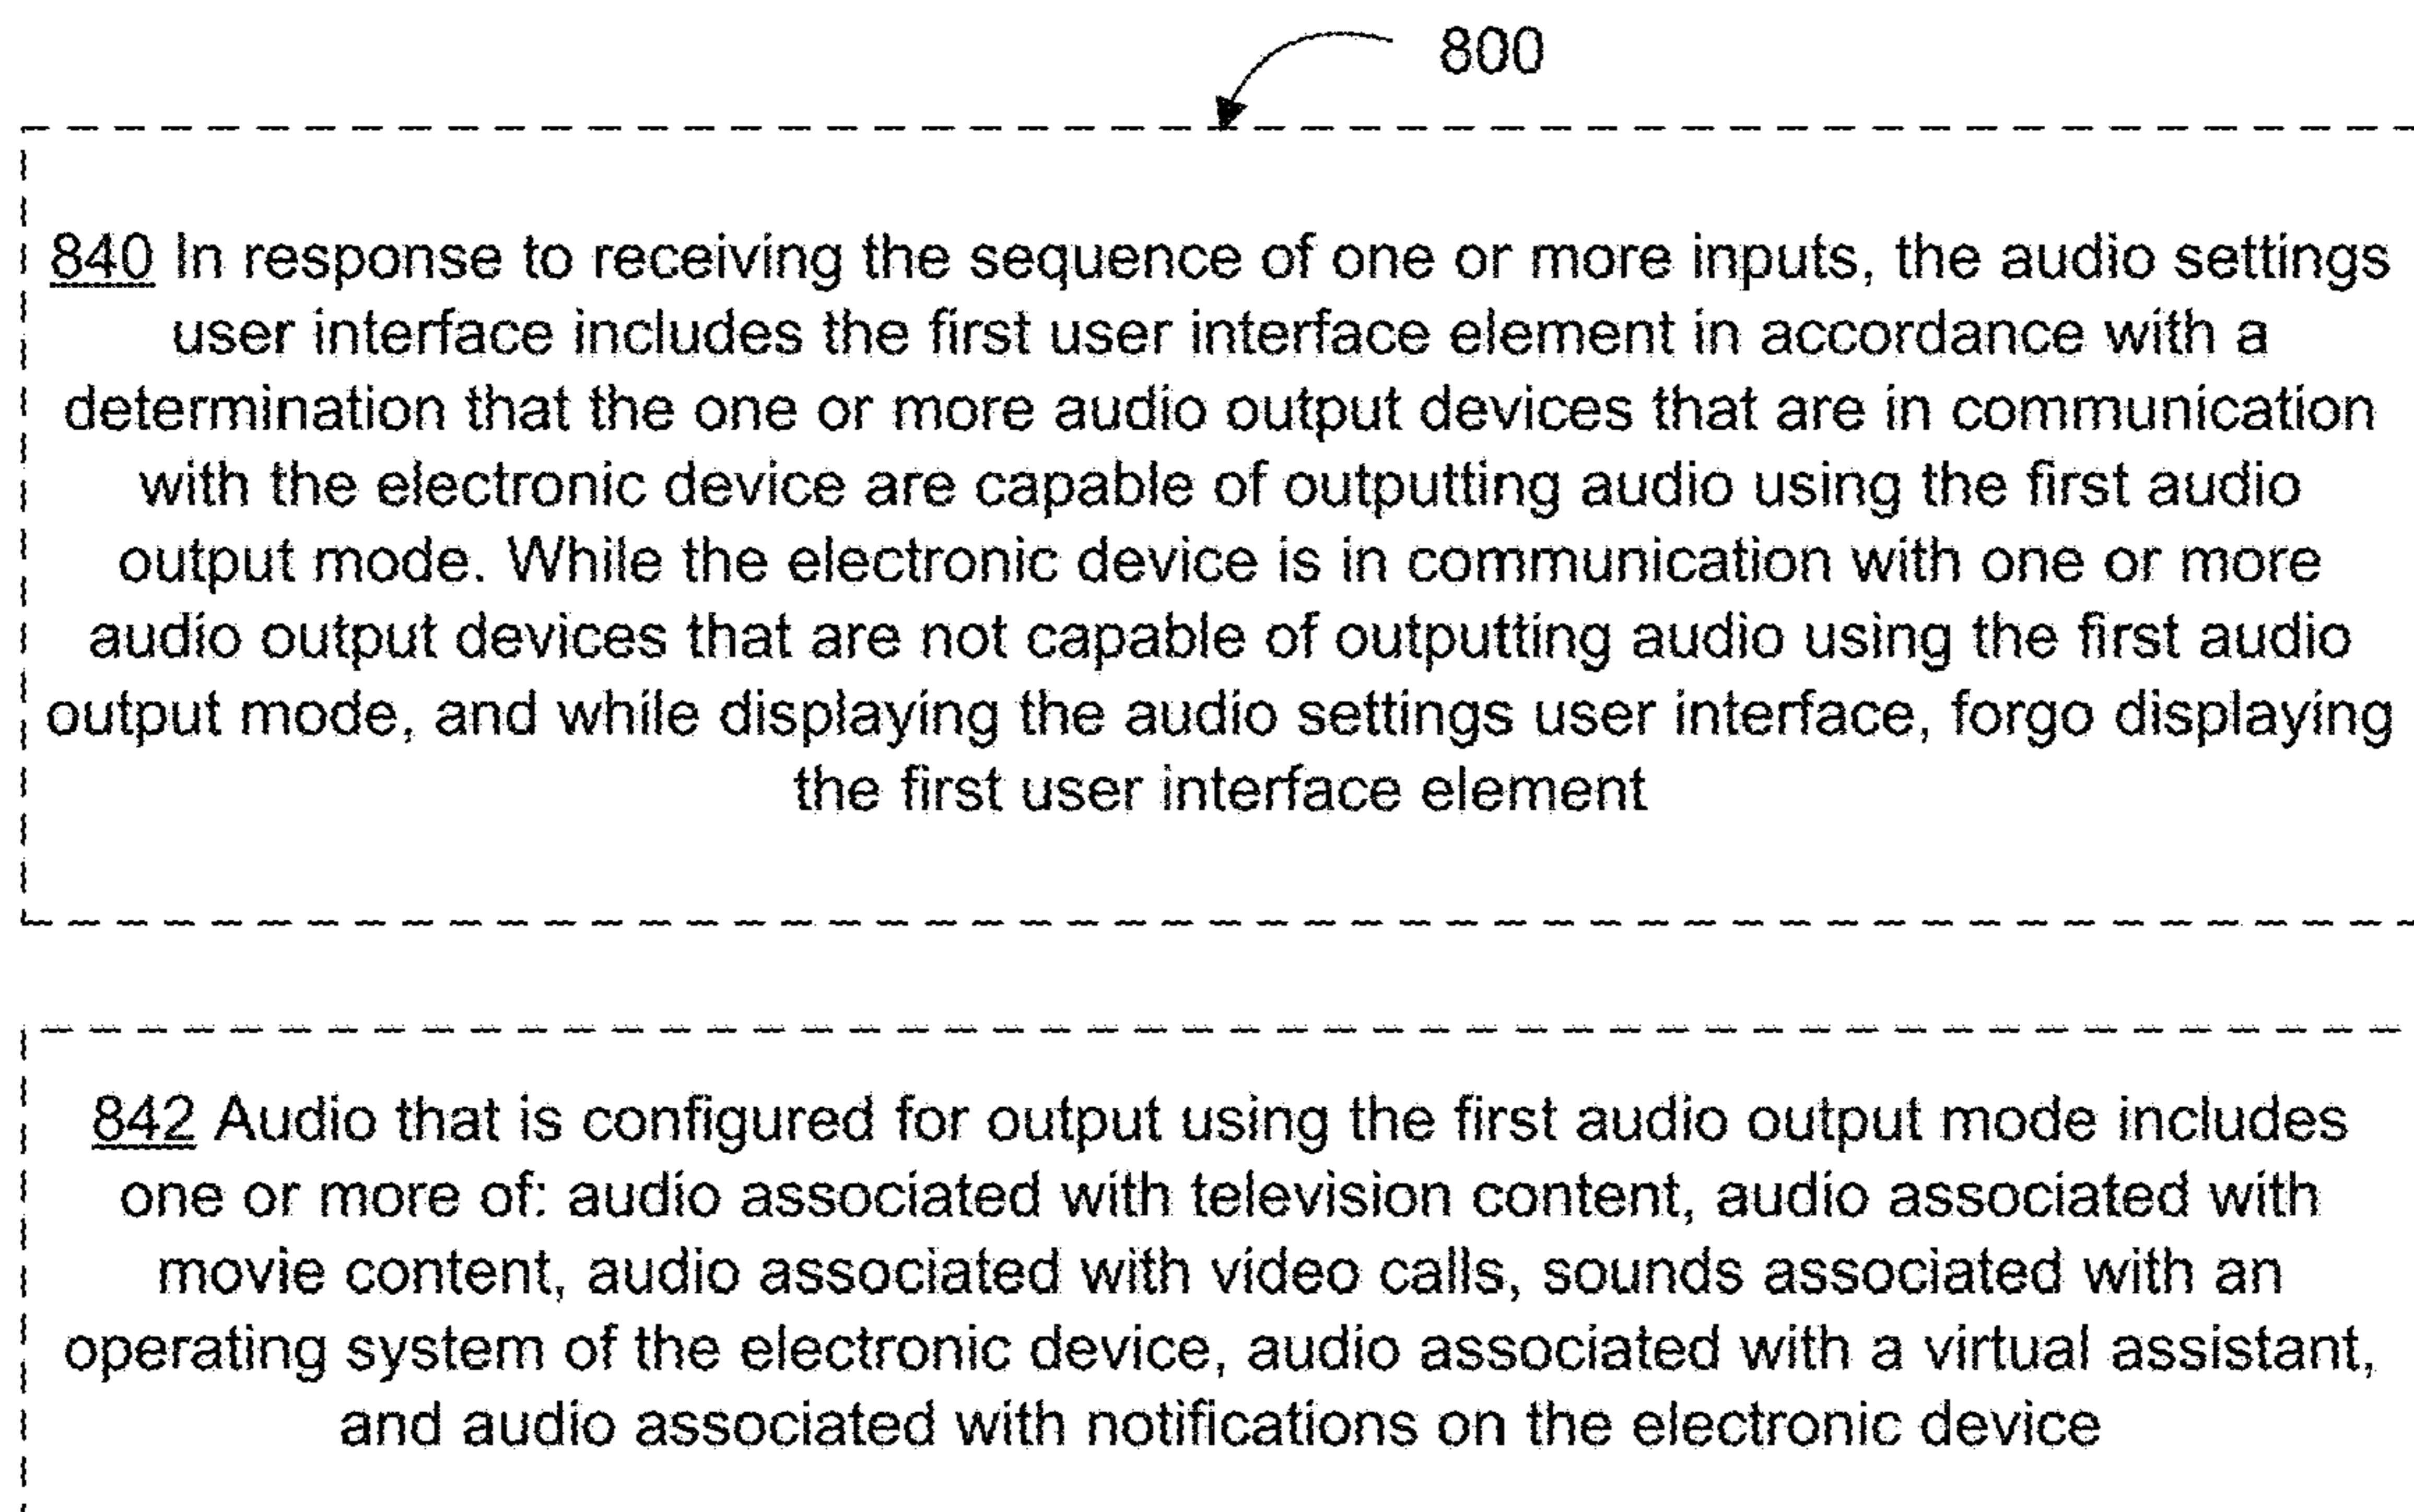 800
840 In response to receiving the sequence of one or more inputs, the audio settings
user interface includes the first user interface element in accordance with a
determination that the one or more audio output devices that are in communication
with the electronic device are capable of outputting audio using the first audio
output mode. While the electronic device is in communication with one or more
audio output devices that are not capable of outputting audio using the first audio
output mode, and while displaying the audio settings user interface, forgo displaying
the first user interface element
842 Audio that is configured for output using the first audio output mode includes
one or more of: audio associated with television content, audio associated with
movie content, audio associated with video calls, sounds associated with an
operating system of the electronic device, audio associated with a virtual assistant,
and audio associated with notifications on the electronic device